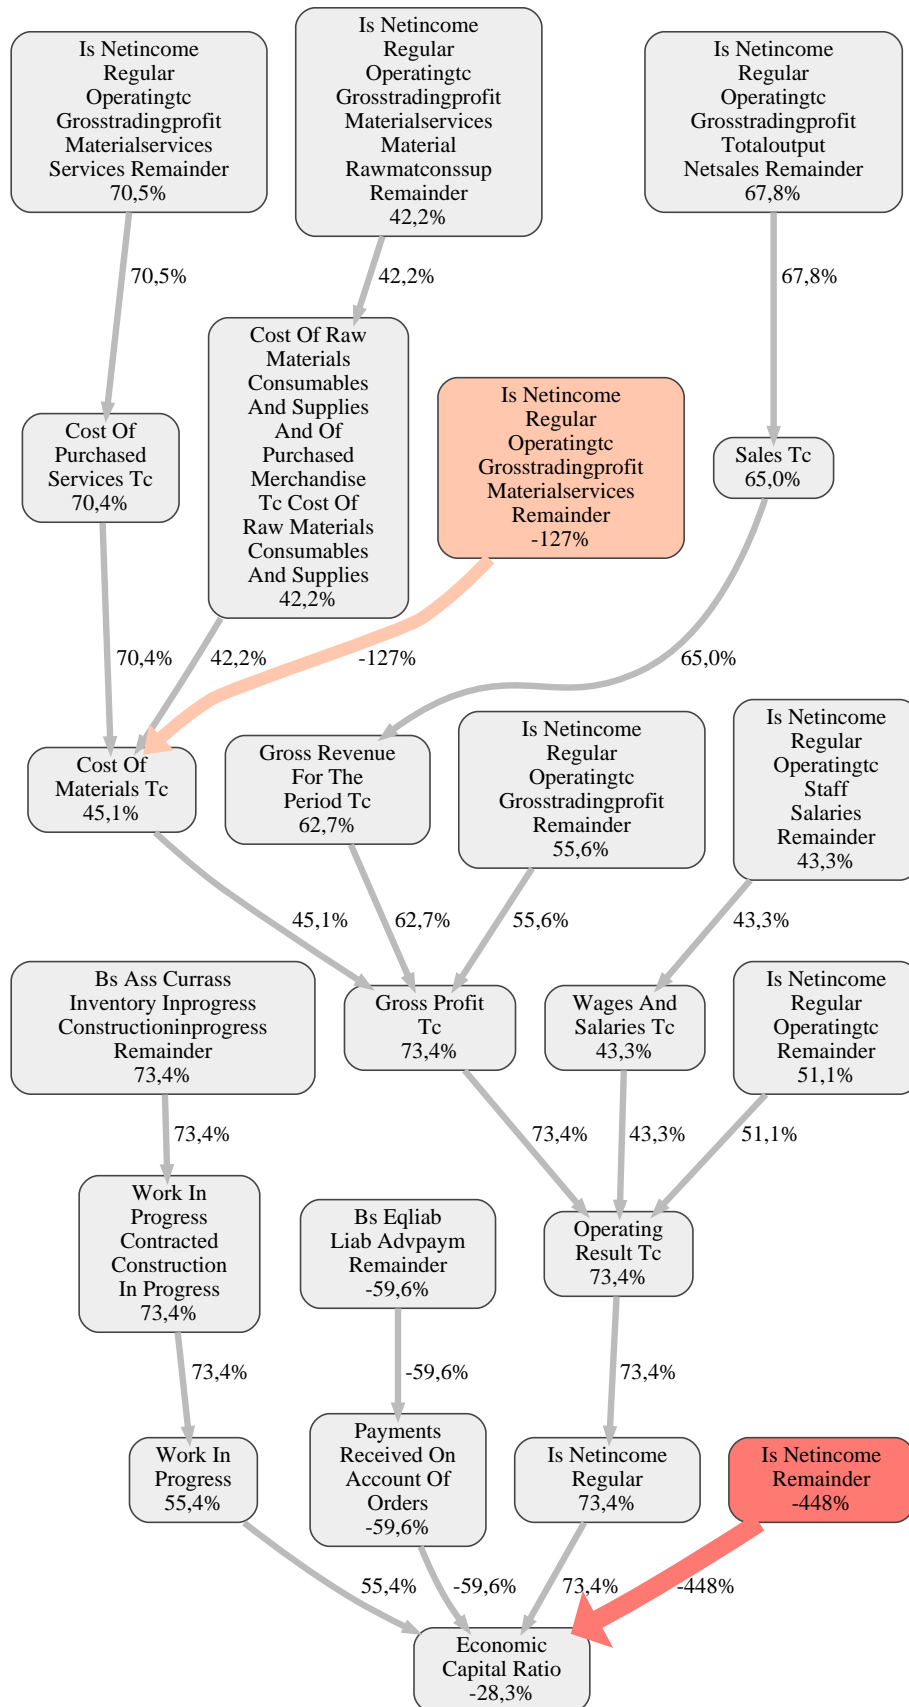 Is Netincome
Regular
Operatingtc
Grosstradingprofit
Materialservices
Services Remainder
70,5%
Is Netincome
Regular
Operatingtc
Grosstradingprofit
Materialservices
Material
Rawmatconssup
Remainder
42,2%
Is Netincome
Regular
Operatingtc
Grosstradingprofit
Totaloutput
Netsales Remainder
67,8%
70,5%
42,2%
67,8%
Cost Of
Purchased
Services Tc
70,4%
Cost Of Raw
Materials
Consumables
And Supplies
And Of
Purchased
Merchandise
Tc Cost Of
Raw Materials
Consumables
And Supplies
42,2%
Is Netincome
Regular
Operatingtc
Grosstradingprofit
Materialservices
Remainder
-127%
Sales Tc
65,0%
70,4%
42,2%
-127%
65,0%
Cost Of
Materials Tc
45,1%
Gross Revenue
For The
Period Tc
62,7%
Is Netincome
Regular
Operatingtc
Grosstradingprofit
Remainder
55,6%
Is Netincome
Regular
Operatingtc
Staff
Salaries
Remainder
43,3%
45,1%
62,7%
55,6%
43,3%
Bs Ass Currass
Inventory Inprogress
Constructioninprogress
Remainder
73,4%
Gross Profit
Tc
73,4%
Wages And
Salaries Tc
43,3%
Is Netincome
Regular
Operatingtc
Remainder
51,1%
73,4%
73,4%
43,3%
51,1%
Work In
Progress
Contracted
Construction
In Progress
73,4%
Bs Eqliab
Liab Advpaym
Remainder
-59,6%
Operating
Result Tc
73,4%
73,4%
-59,6%
73,4%
Work In
Progress
55,4%
Payments
Received On
Account Of
Orders
-59,6%
Is Netincome
Regular
73,4%
Is Netincome
Remainder
-448%
55,4%
-59,6%
73,4%
-448%
Economic
Capital Ratio
-28,3%